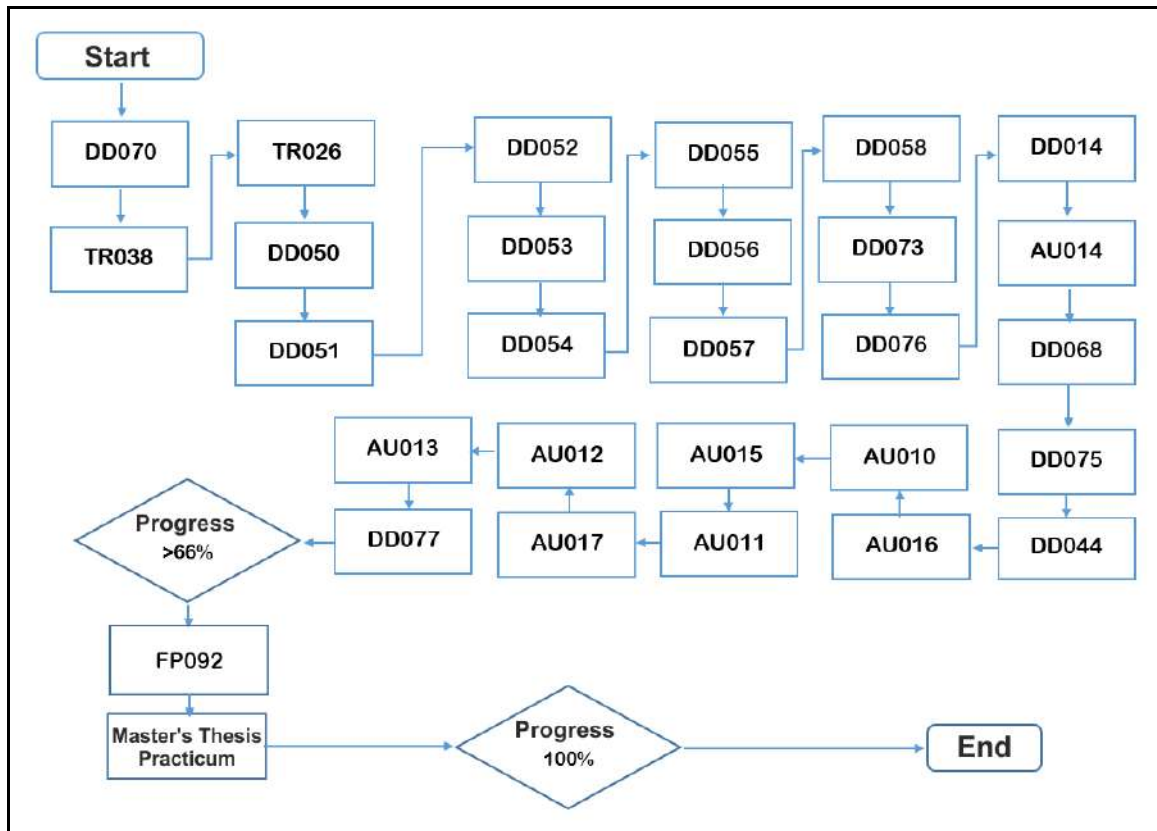 Start
DD070
TR038
TR026
DD050
DD051
DD052
DD053
DD054
DD055
DD056
DD057
DD058
DD073
DD076
DD014
AU014
DD068
DD075
DD044
AU016
AU010
AU015
AU011
AU017
AU012
AU013
DD077
Progress
>66%
FP092
Master's Thesis
Practicum
Progress
100%
End